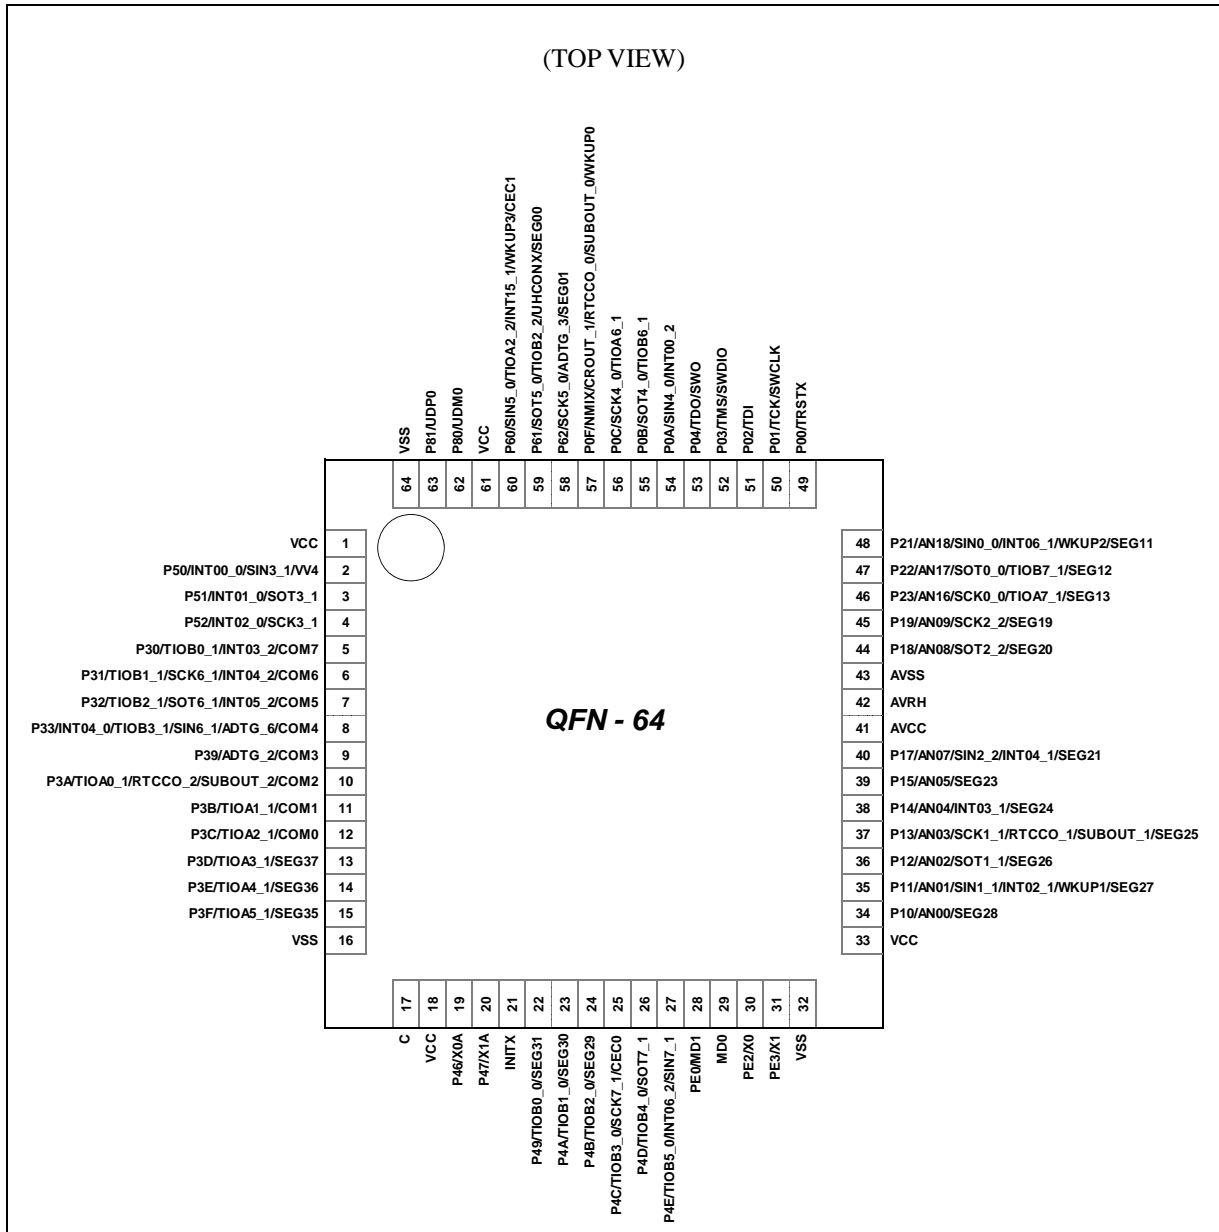 (TOP VIEW)
VSS
P81/UDP0
P80/UDM0
VCC
P60/SIN5_0/TIOA2_2/INT15_1/WKUP3/CEC1
P61/SOT5_0/TIOB2_2/UHCONX/SEG00
P62/SCK5_0/ADTG_3/SEG01
P0F/NMIX/CROUT_1/RTCCO_0/SUBOUT_0/WKUP0
P0C/SCK4_0/TIOA6_1
P0B/SOT4_0/TIOB6_1
P0A/SIN4_0/INT00_2
P04/TDO/SWO
P03/TMS/SWDIO
P02/TDI
P01/TCK/SWCLK
P00/TRSTX
64 63 62 61 60 59 58 57 56 55 54 53 52 51 50 49
VCC 1
P50/INT00_0/SIN3_1/VV4 2
P51/INT01_0/SOT3_1 3
P52/INT02_0/SCK3_1 4
P30/TIOB0_1/INT03_2/COM7 5
P31/TIOB1_1/SCK6_1/INT04_2/COM6 6
P32/TIOB2_1/SOT6_1/INT05_2/COM5 7
P33/INT04_0/TIOB3_1/SIN6_1/ADTG_6/COM4 8
P39/ADTG_2/COM3 9
P3A/TIOA0_1/RTCCO_2/SUBOUT_2/COM2 10
P3B/TIOA1_1/COM1 11
P3C/TIOA2_1/COM0 12
P3D/TIOA3_1/SEG37 13
P3E/TIOA4_1/SEG36 14
P3F/TIOA5_1/SEG35 15
VSS 16
QFN - 64
48 P21/AN18/SIN0_0/INT06_1/WKUP2/SEG11
47 P22/AN17/SOT0_0/TIOB7_1/SEG12
46 P23/AN16/SCK0_0/TIOA7_1/SEG13
45 P19/AN09/SCK2_2/SEG19
44 P18/AN08/SOT2_2/SEG20
43 AVSS
42 AVRH
41 AVCC
40 P17/AN07/SIN2_2/INT04_1/SEG21
39 P15/AN05/SEG23
38 P14/AN04/INT03_1/SEG24
37 P13/AN03/SCK1_1/RTCCO_1/SUBOUT_1/SEG25
36 P12/AN02/SOT1_1/SEG26
35 P11/AN01/SIN1_1/INT02_1/WKUP1/SEG27
34 P10/AN00/SEG28
33 VCC
17 18 19 20 21 22 23 24 25 26 27 28 29 30 31 32
C
VCC
P46/X0A
P47/X1A
INITX
P49/TIOB0_0/SEG31
P4A/TIOB1_0/SEG30
P4B/TIOB2_0/SEG29
P4C/TIOB3_0/SCK7_1/CEC0
P4D/TIOB4_0/SOT7_1
P4E/TIOB5_0/INT06_2/SIN7_1
PE0/MD1
MD0
PE2/X0
PE3/X1
VSS